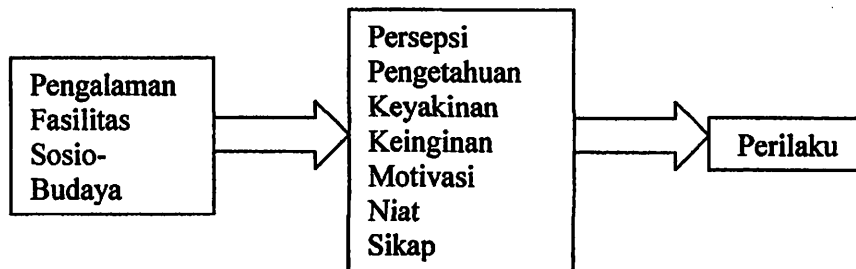 Pengalaman
Fasilitas
Sosio-
Budaya
Persepsi
Pengetahuan
Keyakinan
Keinginan
Motivasi
Niat
Sikap
Perilaku